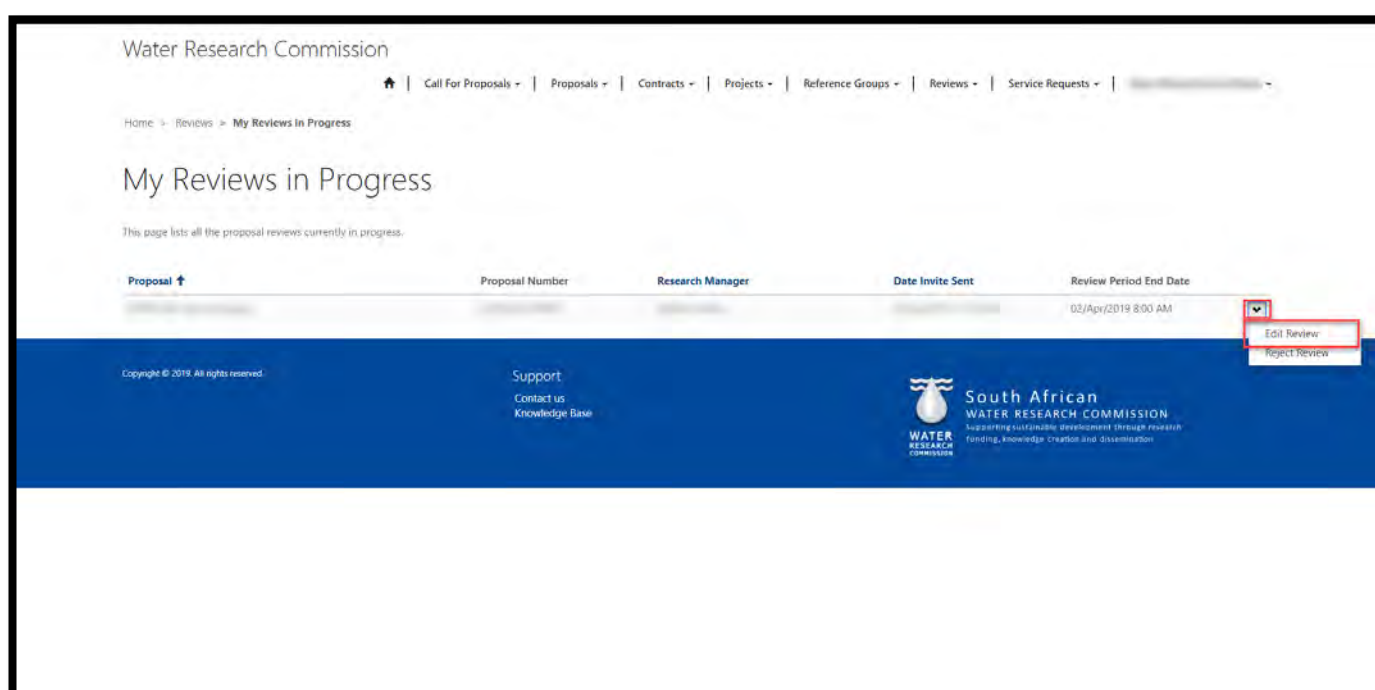 Water Research Commission
Call For Proposals | Proposals | Contracts | Projects | Reference Groups | Reviews | Service Requests |
Home > Reviews > My Reviews in Progress
My Reviews in Progress
This page lists all the proposal reviews currently in progress.
Proposal Proposal Number Research Manager Date Invite Sent Review Period End Date
02/Apr/2019 8:00 AM
Edit Review
Reject Review
Copyright © 2019. All rights reserved.
Support
Contact us
Knowledge Base
WATER
RESEARCH
COMMISSION
South African
WATER RESEARCH COMMISSION
Supporting sustainable development through research
funding, knowledge creation and dissemination